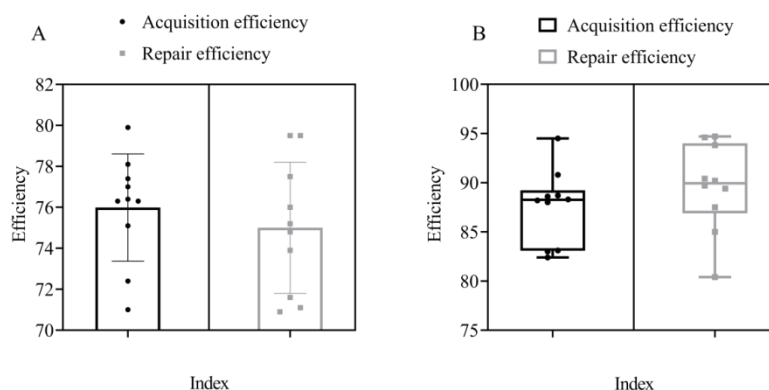 A
Acquisition efficiency
Repair efficiency
82
80
78
76
74
72
70
Efficiency
Index
B
Acquisition efficiency
Repair efficiency
100
95
90
85
80
75
Efficiency
Index